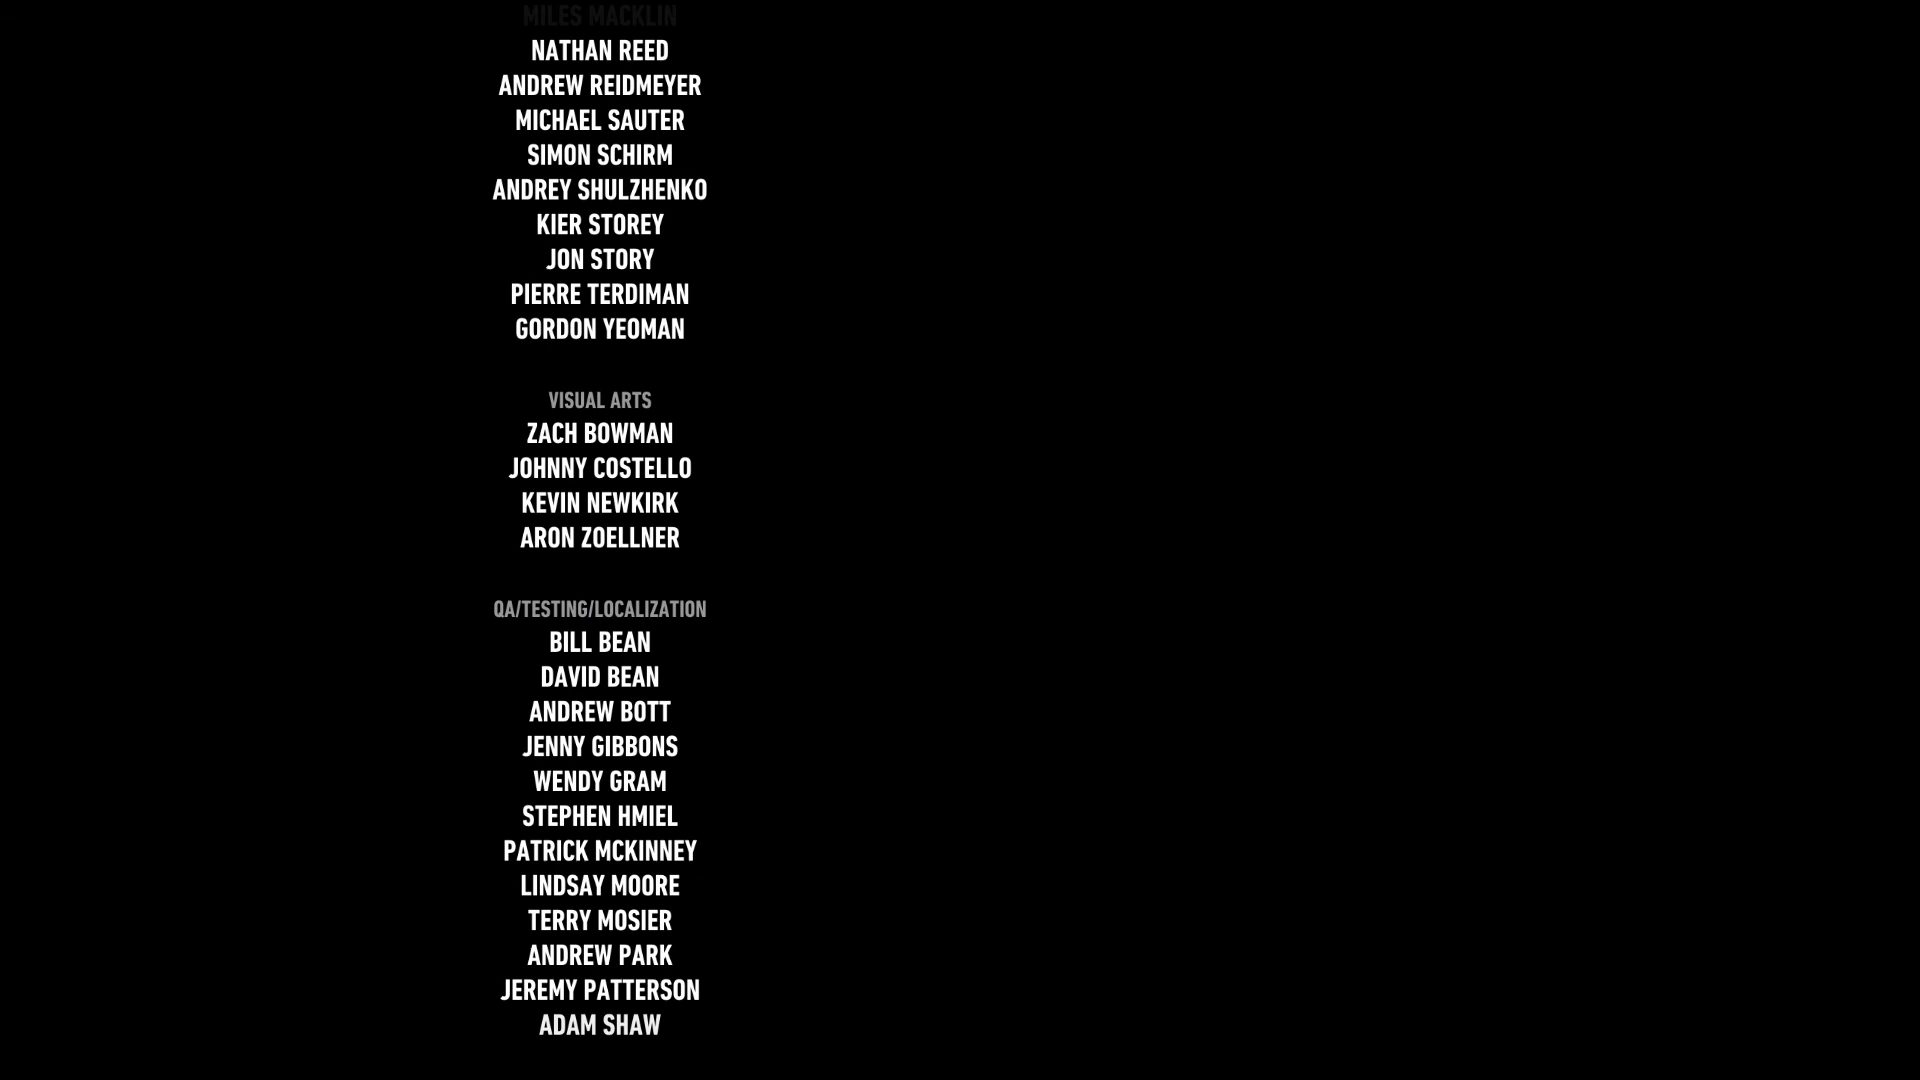 MILES MACKLIN
NATHAN REED
ANDREW REIDMEYER
MICHAEL SAUTER
SIMON SCHIRM
ANDREY SHULZHENKO
KIER STOREY
JON STORY
PIERRE TERDIMAN
GORDON YEOMAN
VISUAL ARTS
ZACH BOWMAN
JOHNNY COSTELLO
KEVIN NEWKIRK
ARON ZOELLNER
QA/TESTING/LOCALIZATION
BILL BEAN
DAVID BEAN
ANDREW BOTT
JENNY GIBBONS
WENDY GRAM
STEPHEN HMIEL
PATRICK MCKINNEY
LINDSAY MOORE
TERRY MOSIER
ANDREW PARK
JEREMY PATTERSON
ADAM SHAW